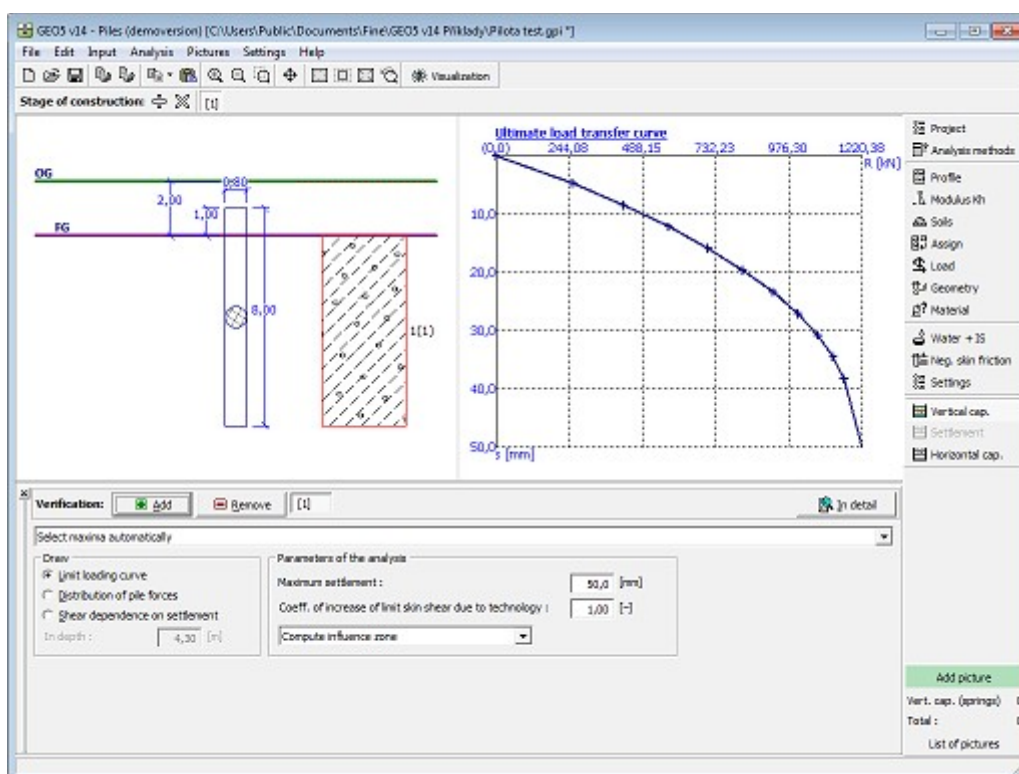 GEO5 v14 - Piles (demoversion) [C:\Users\Public\Documents\Fine\GEO5 v14 Příklady\Pilota test.gpi *]
File Edit Input Analysis Pictures Settings Help
Visualization
Stage of construction: [1]
Ultimate load transfer curve
(0,0) 244,08 488,15 732,23 976,30 1220,38
R [kN]
OG
0,80
2,00
1,00
FG
8,00
1(1)
10,0
20,0
30,0
40,0
50,0
s [mm]
Project
Analysis methods
Profile
Modulus Kh
Soils
Assign
Load
Geometry
Material
Water + IS
Neg. skin friction
Settings
Vertical cap.
Settlement
Horizontal cap.
Verification: Add Remove [1] In detail
Select maxima automatically
Draw
Limit loading curve
Distribution of pile forces
Shear dependence on settlement
In depth : 4,30 [m]
Parameters of the analysis
Maximum settlement : 50,0 [mm]
Coeff. of increase of limit skin shear due to technology : 1,00 [-]
Compute influence zone
Add picture
Vert. cap. (springs)
Total :
List of pictures